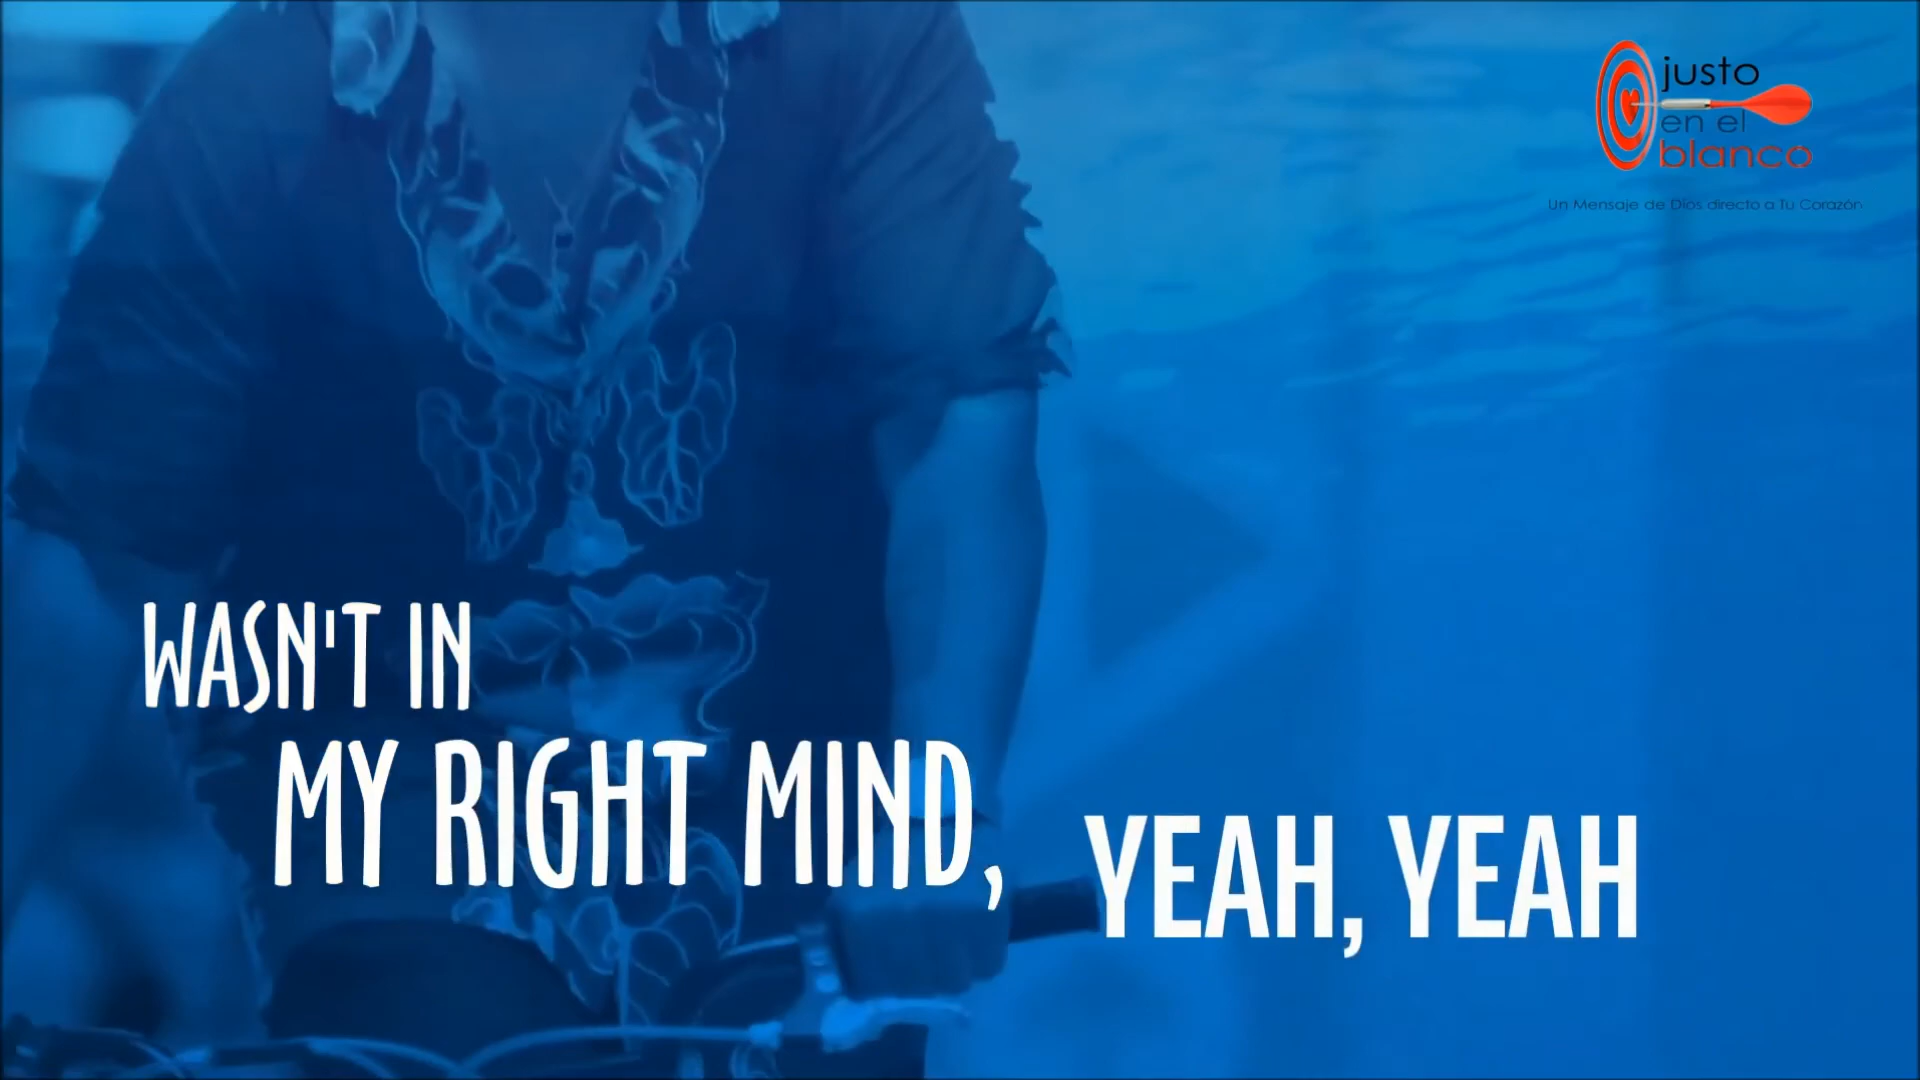 justo
en el
blanco
Un Mensaje de Dios directo a Tu Corazón
WASN'T IN
MY RIGHT MIND,
YEAH, YEAH